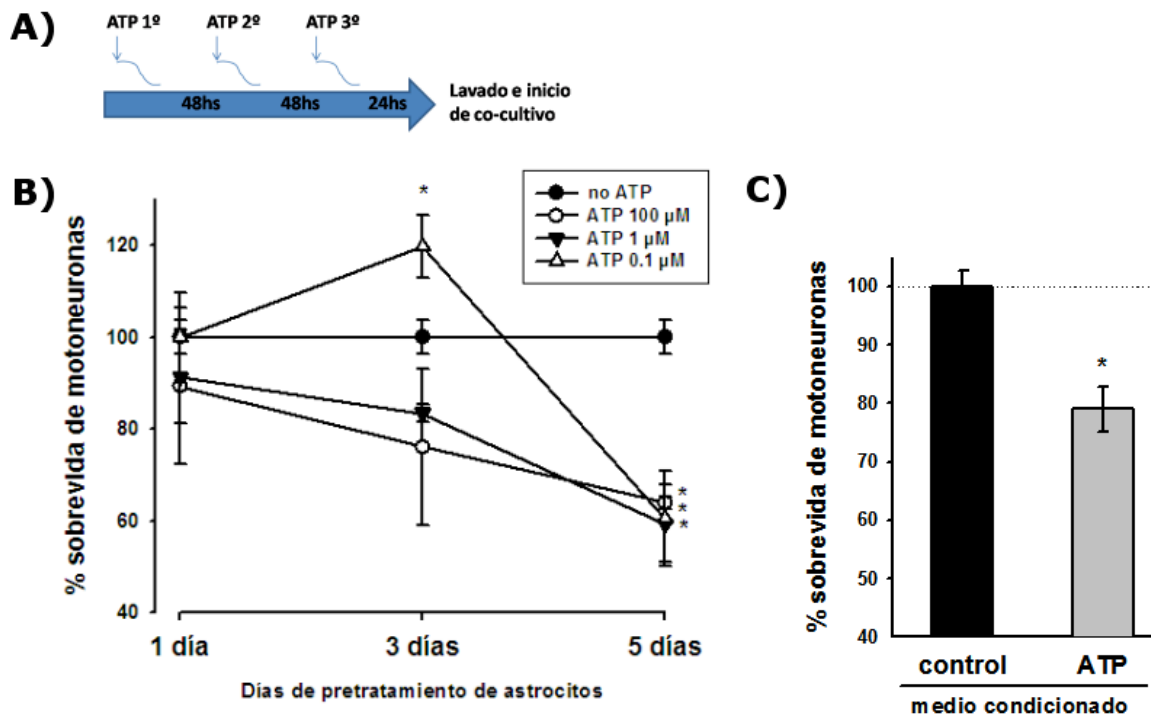 A)
ATP 1º
ATP 2º
ATP 3º
48hs
48hs
24hs
Lavado e inicio
de co-cultivo
B)
% sobrevida de motoneuronas
120
100
80
60
40
*
no ATP
ATP 100 µM
ATP 1 µM
ATP 0.1 µM
*
*
*
1 día
3 días
5 días
Días de pretratamiento de astrocitos
C)
% sobrevida de motoneuronas
100
90
80
70
60
50
40
*
control
ATP
medio condicionado